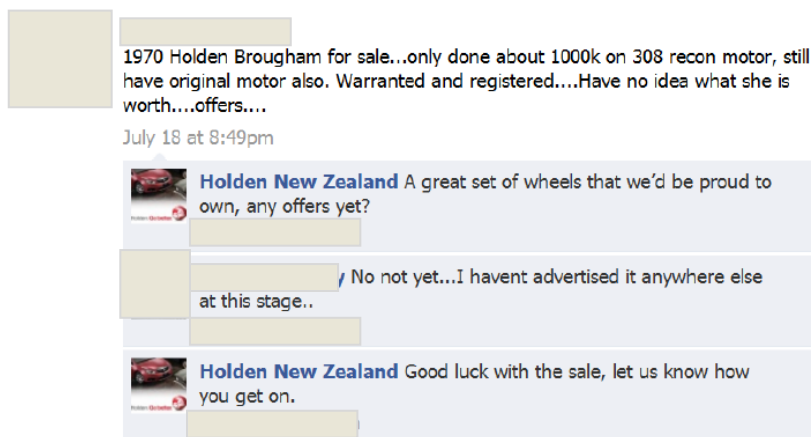 1970 Holden Brougham for sale...only done about 1000k on 308 recon motor, still
have original motor also. Warranted and registered....Have no idea what she is
worth....offers....
July 18 at 8:49pm
Holden New Zealand A great set of wheels that we'd be proud to
own, any offers yet?
y No not yet...I havent advertised it anywhere else
at this stage..
Holden New Zealand Good luck with the sale, let us know how
you get on.